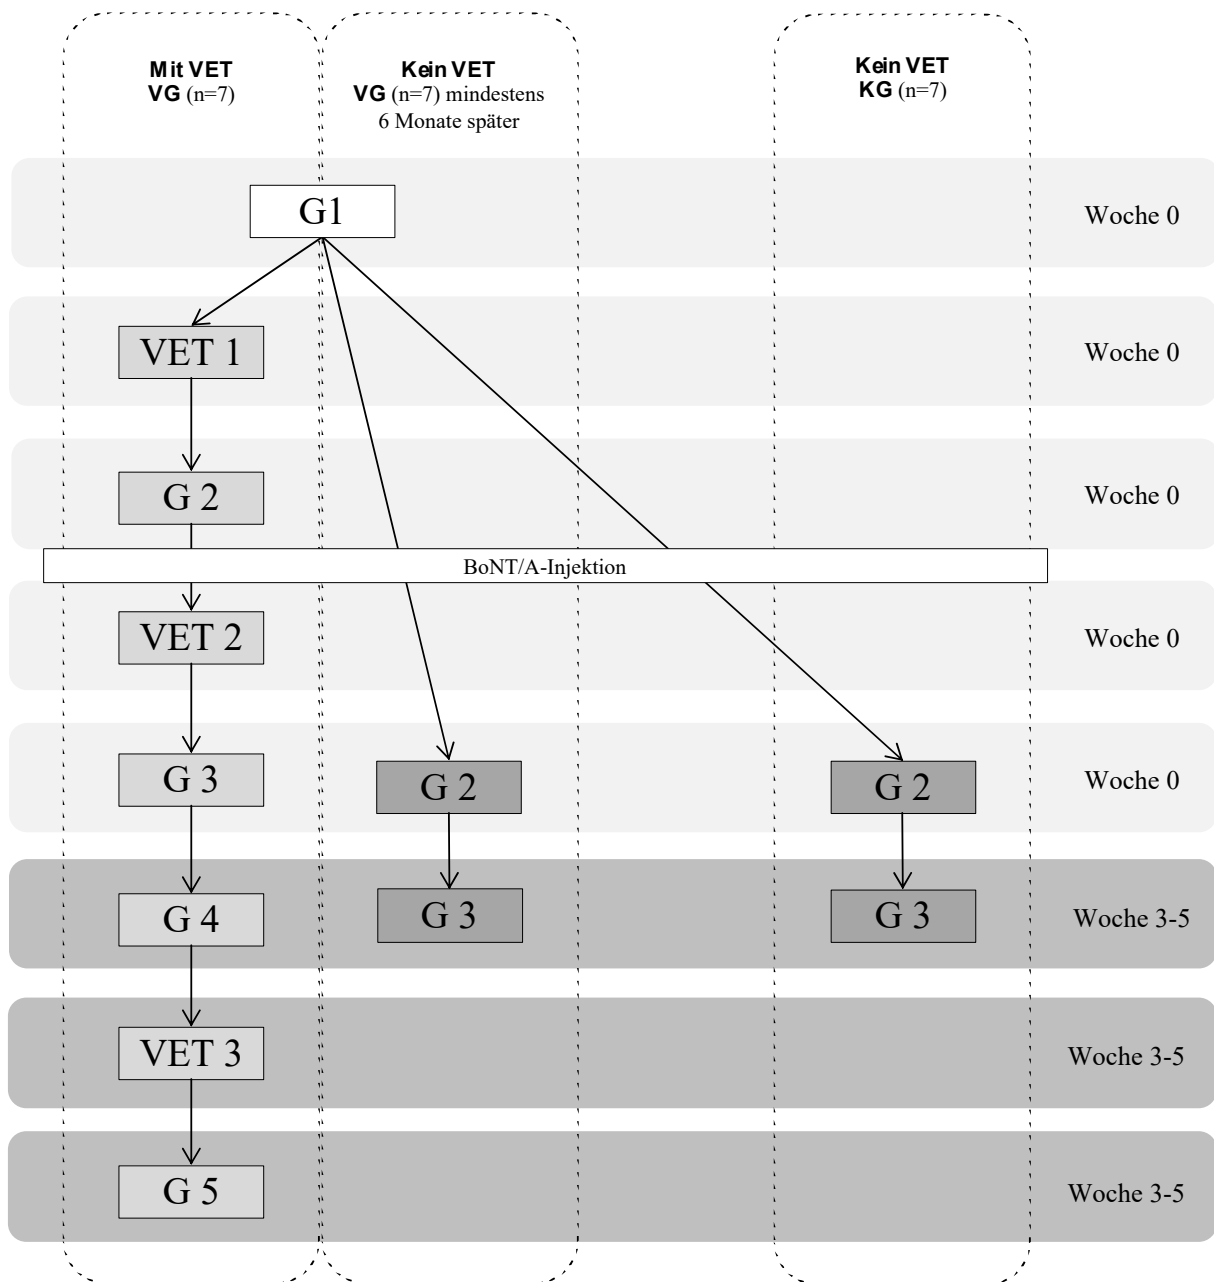 Mit VET
VG (n=7)
Kein VET
VG (n=7) mindestens
6 Monate später
Kein VET
KG (n=7)
G1
Woche 0
VET 1
Woche 0
G 2
Woche 0
BoNT/A-Injektion
VET 2
Woche 0
G 3
G 2
G 2
Woche 0
G 4
G 3
G 3
Woche 3-5
VET 3
Woche 3-5
G 5
Woche 3-5